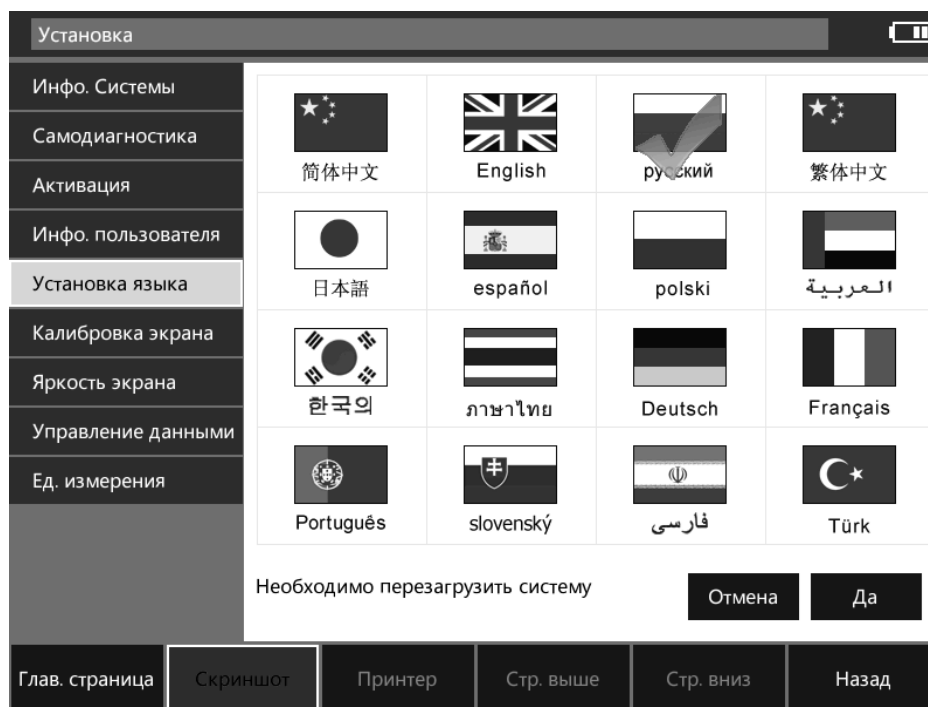 Установка
Инфо. Системы
Самодиагностика
Активация
Инфо. пользователя
Установка языка
Калибровка экрана
Яркость экрана
Управление данными
Ед. измерения
简体中文
English
русский
繁体中文
日本語
español
polski
العربية
한국의
ภาษาไทย
Deutsch
Français
Português
slovenský
فارسی
Türk
Необходимо перезагрузить систему
Отмена
Да
Глав. страница
Скриншот
Принтер
Стр. выше
Стр. вниз
Назад